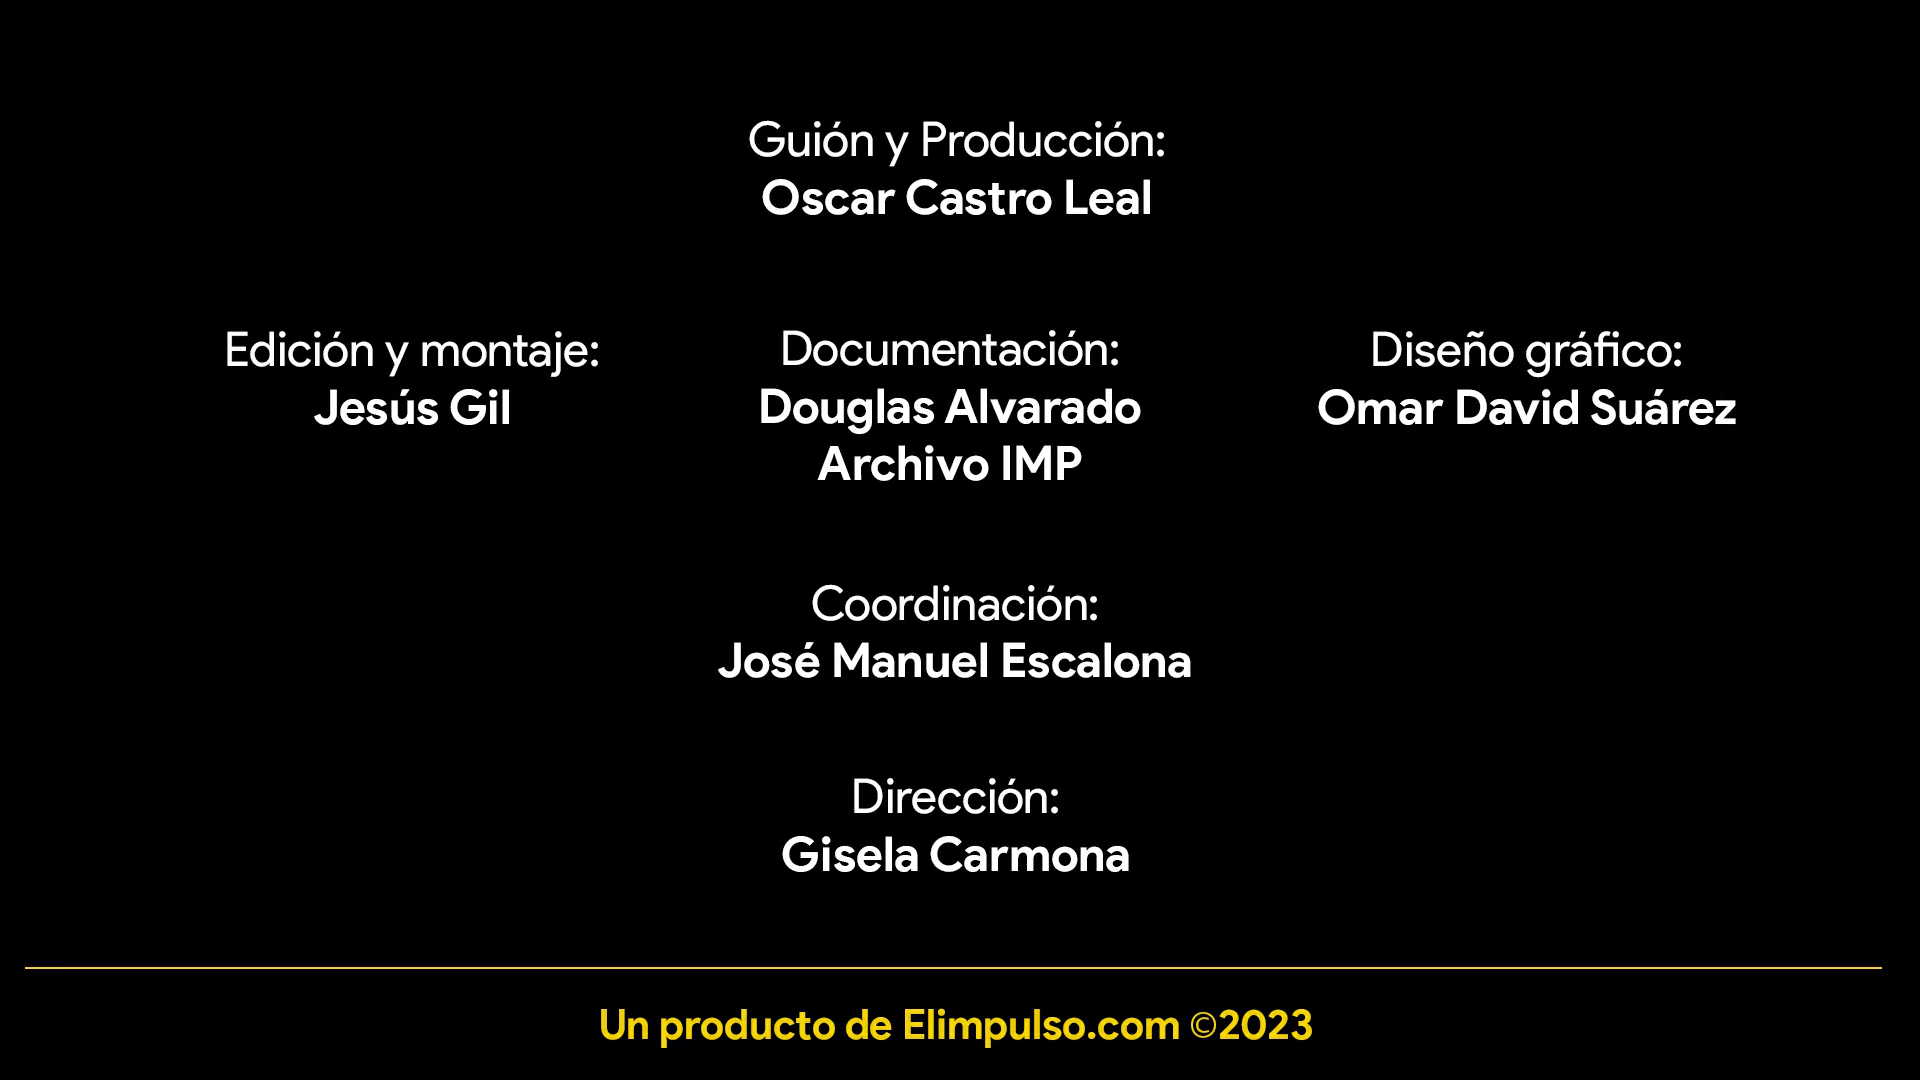 Guión y Producción:
Oscar Castro Leal
Edición y montaje:
Jesús Gil
Documentación:
Douglas Alvarado
Archivo IMP
Diseño gráfico:
Omar David Suárez
Coordinación:
José Manuel Escalona
Dirección:
Gisela Carmona
Un producto de Elimpulso.com ©2023